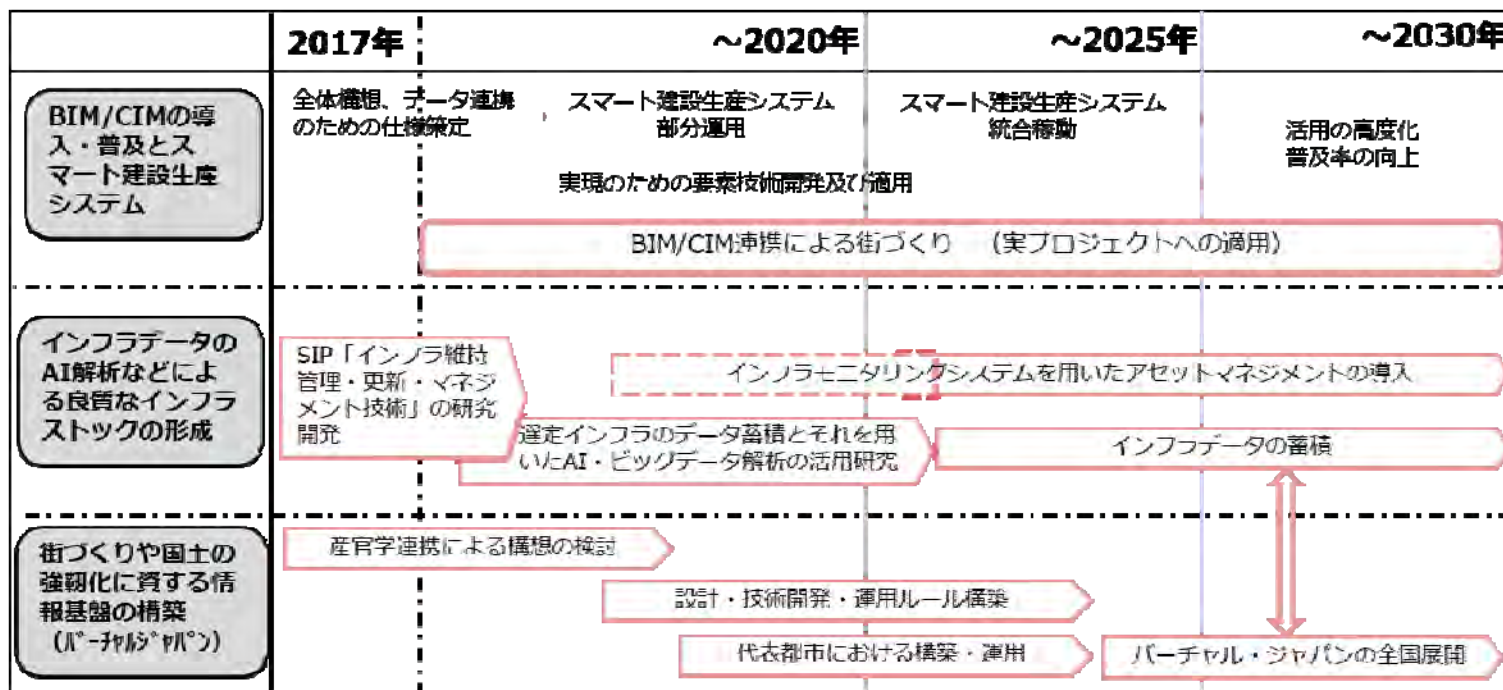 2017年
～2020年
～2025年
～2030年
BIM/CIMの導
入・普及とス
マート建設生産
システム
全体構想、データ連携
のための仕様策定
スマート建設生産システム
部分運用
スマート建設生産システム
統合稼動
活用の高度化
普及率の向上
実現のための要素技術開発及び適用
BIM/CIM連携による街づくり （実プロジェクトへの適用）
インフラデータの
AI解析などによ
る良質なインフラ
ストックの形成
SIP「インフラ維持
管理・更新・マネジ
メント技術」の研究
開発
インフラモニタリングシステムを用いたアセットマネジメントの導入
選定インフラのデータ蓄積とそれを用
いたAI・ビッグデータ解析の活用研究
インフラデータの蓄積
街づくりや国土の
強靭化に資する情
報基盤の構築
（ﾊﾞｰﾁｬﾙｼﾞｬﾊﾟﾝ）
産官学連携による構想の検討
設計・技術開発・運用ルール構築
代表都市における構築・運用
バーチャル・ジャパンの全国展開